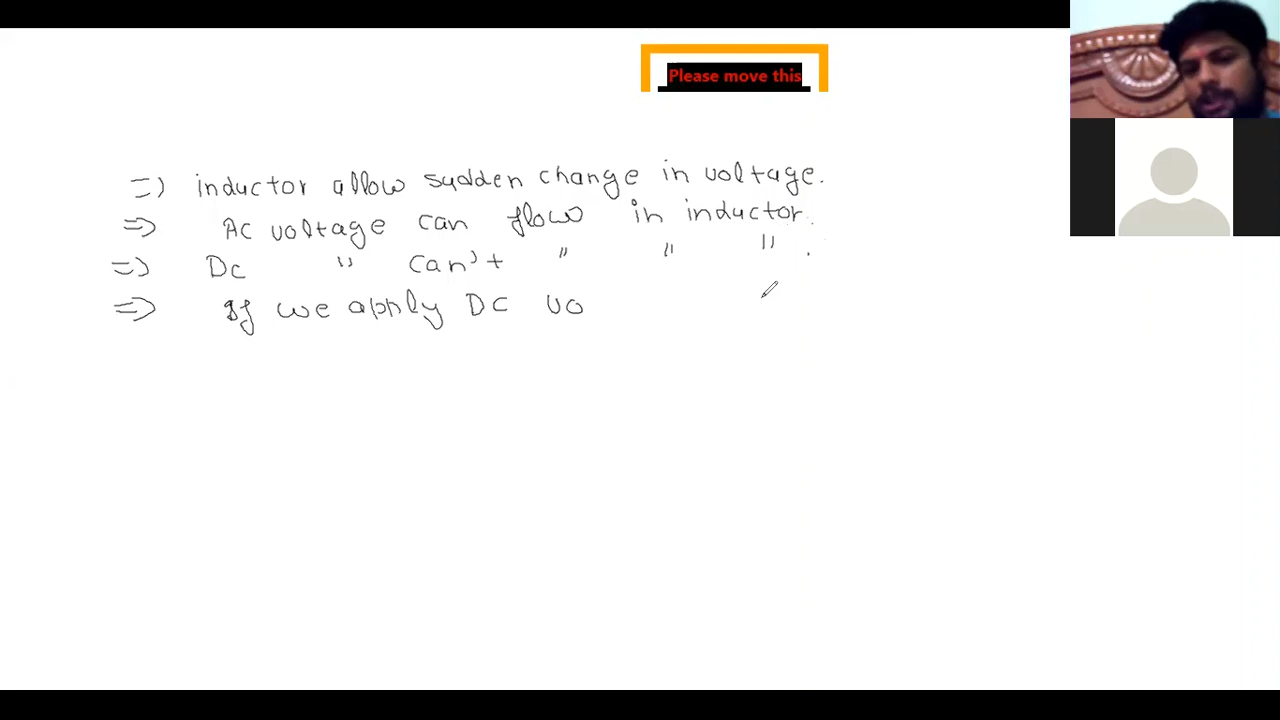 Please move this
=> inductor allow sudden change in voltage.
=> AC voltage can flow in inductor.
=> DC " can't " " " .
=> If we apply DC vo